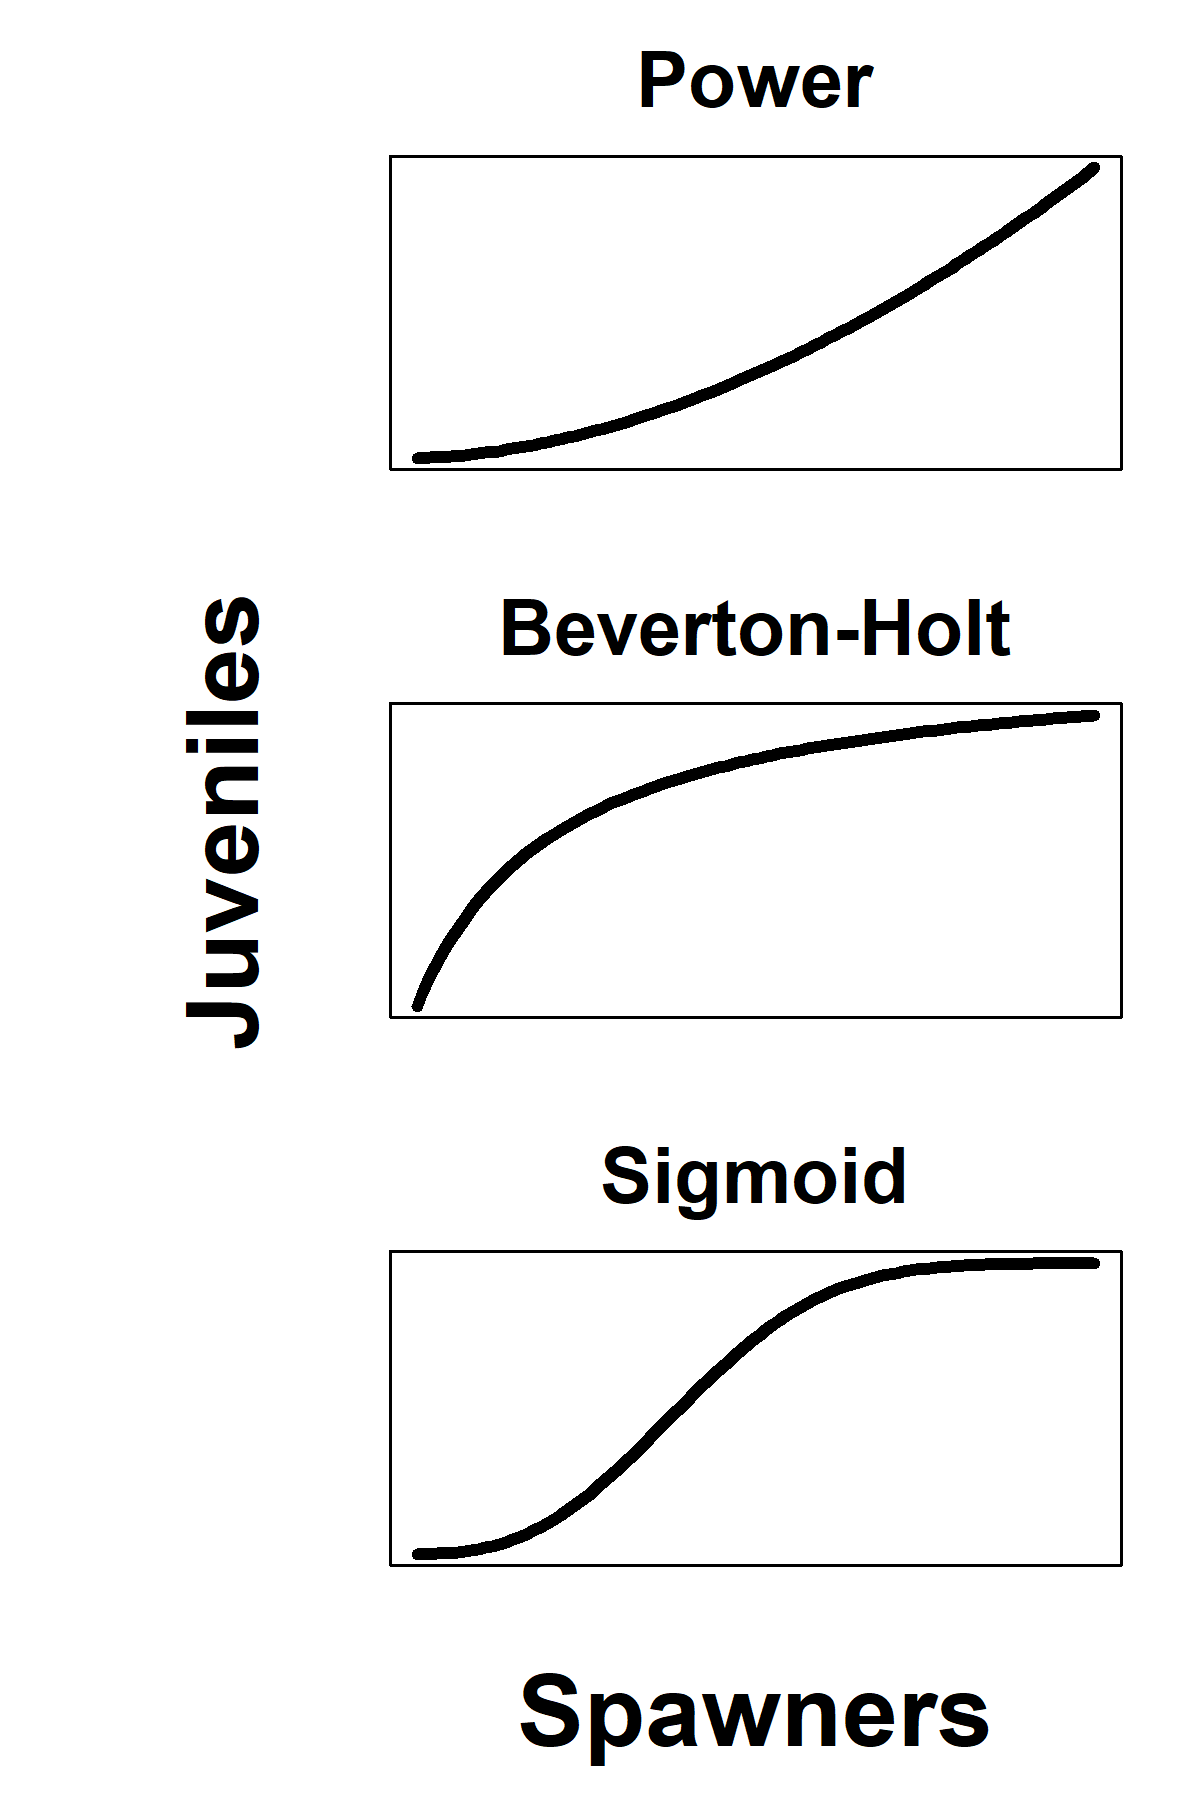 Power
Juveniles
Beverton-Holt
Sigmoid
Spawners